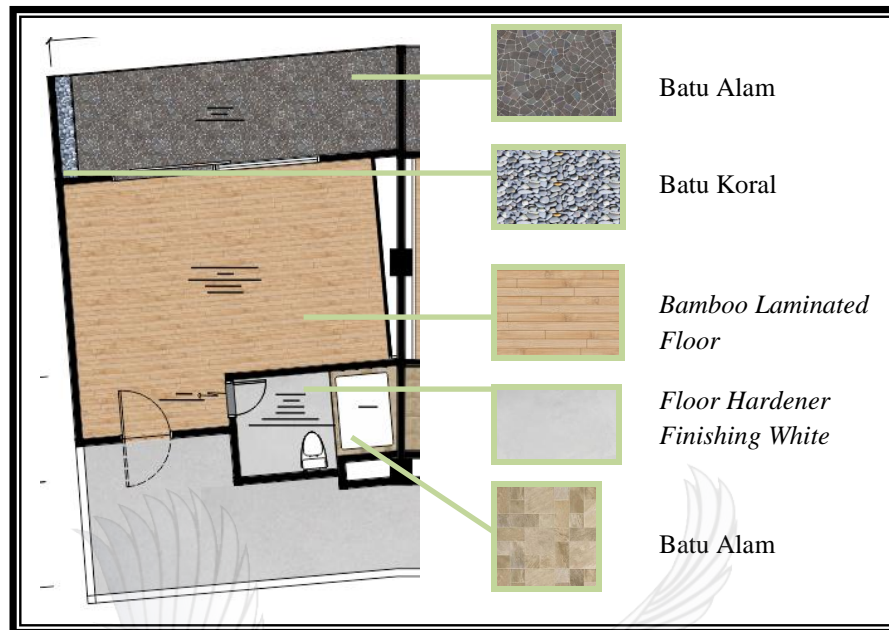 Batu Alam
Batu Koral
Bamboo Laminated
Floor
Floor Hardener
Finishing White
Batu Alam